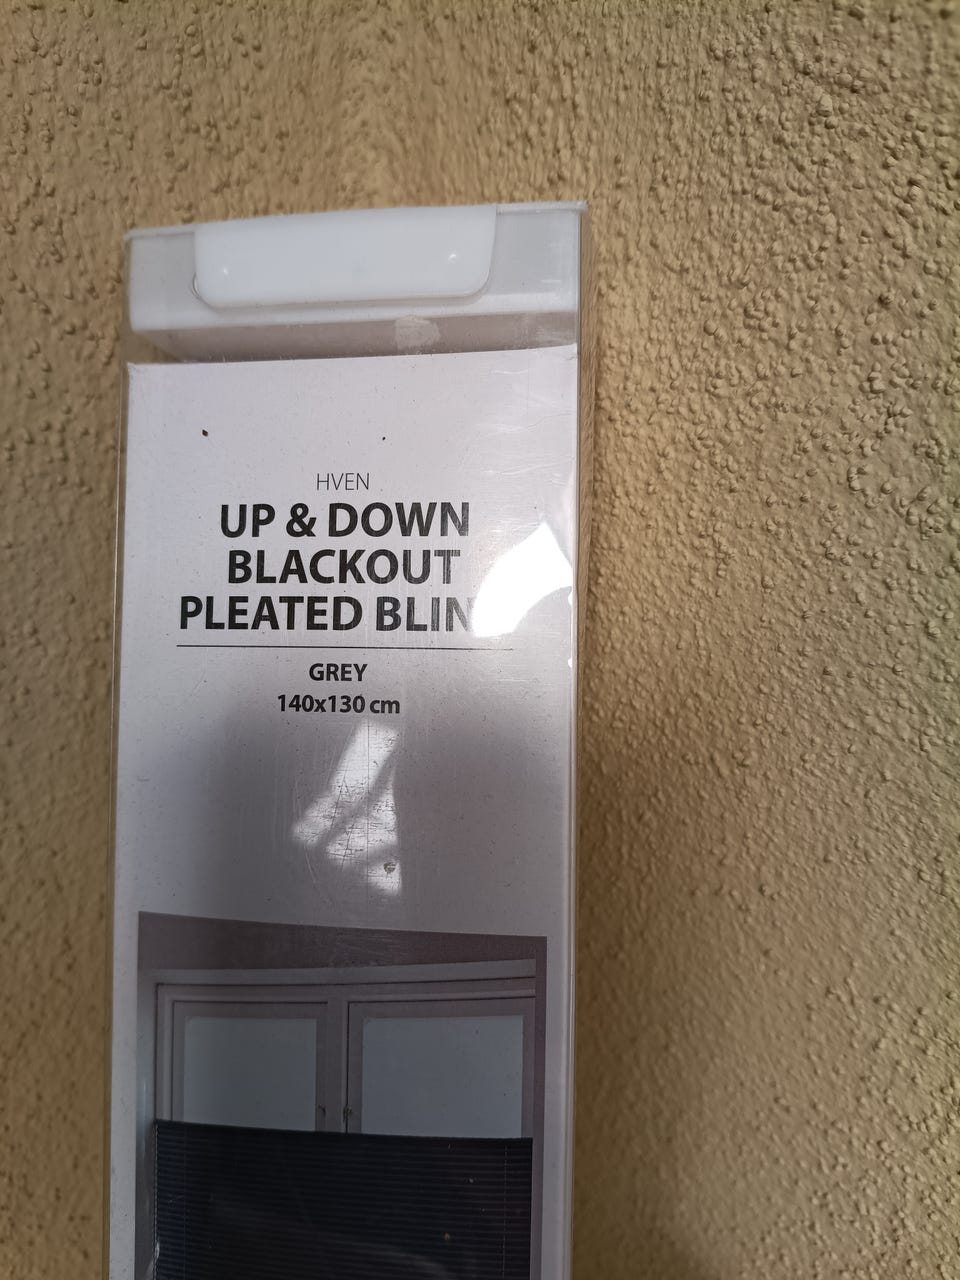 HVEN
UP & DOWN
BLACKOUT
PLEATED BLIN
GREY
140x130 cm